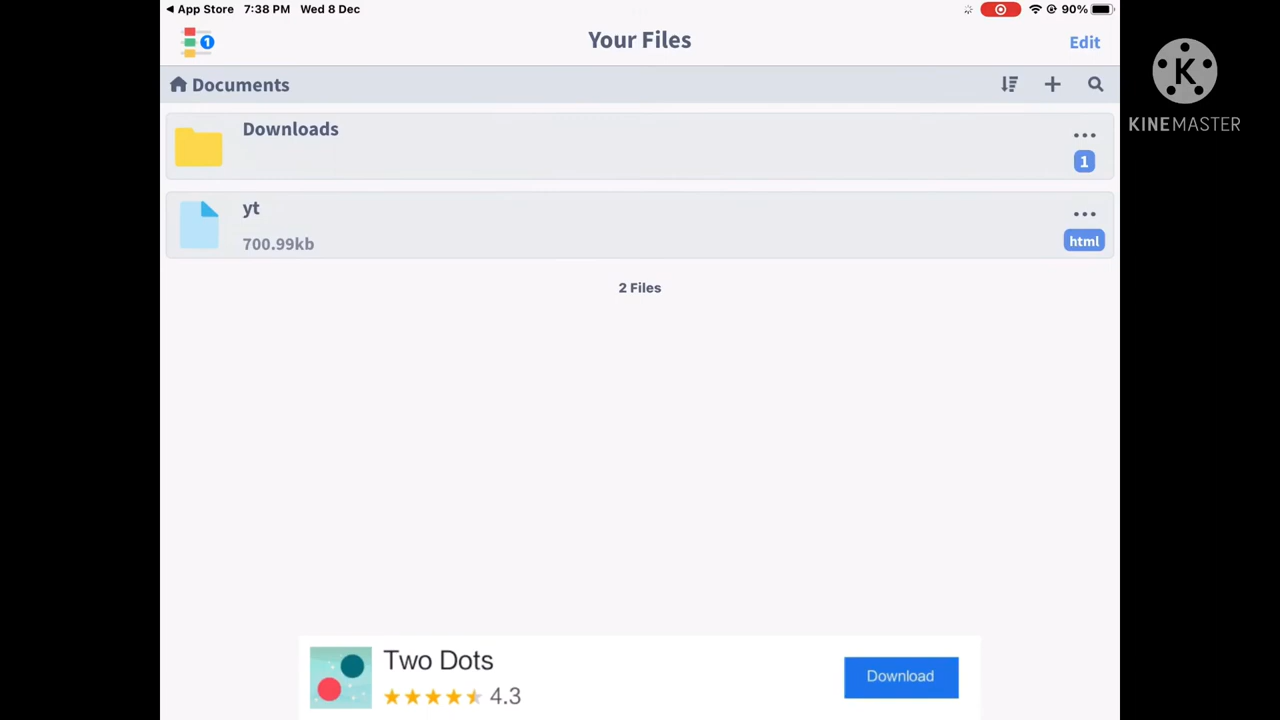 App Store 7:38 PM Wed 8 Dec 90%
1 Your Files Edit
K
KINEMASTER
Documents
Downloads
1
yt
700.99kb
html
2 Files
Two Dots
4.3
Download